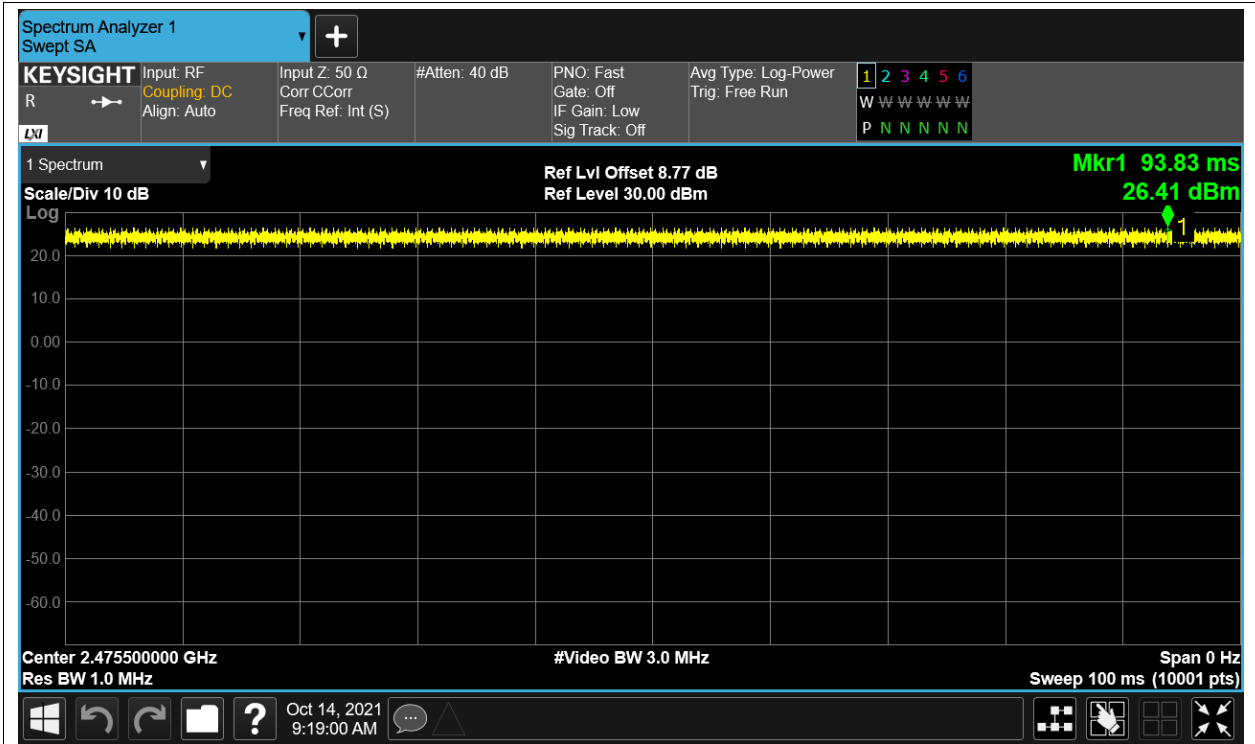 Spectrum Analyzer 1
Swept SA
KEYSIGHT
R
LXI
Input: RF
Coupling: DC
Align: Auto
Input Z: 50 Ω
Corr CCorr
Freq Ref: Int (S)
#Atten: 40 dB
PNO: Fast
Gate: Off
IF Gain: Low
Sig Track: Off
Avg Type: Log-Power
Trig: Free Run
1 2 3 4 5 6
W W W W W W
P N N N N N
1 Spectrum
Scale/Div 10 dB
Ref Lvl Offset 8.77 dB
Ref Level 30.00 dBm
Mkr1 93.83 ms
26.41 dBm
Log
1
20.0
10.0
0.00
-10.0
-20.0
-30.0
-40.0
-50.0
-60.0
Center 2.475500000 GHz
#Video BW 3.0 MHz
Span 0 Hz
Res BW 1.0 MHz
Sweep 100 ms (10001 pts)
?
Oct 14, 2021
9:19:00 AM